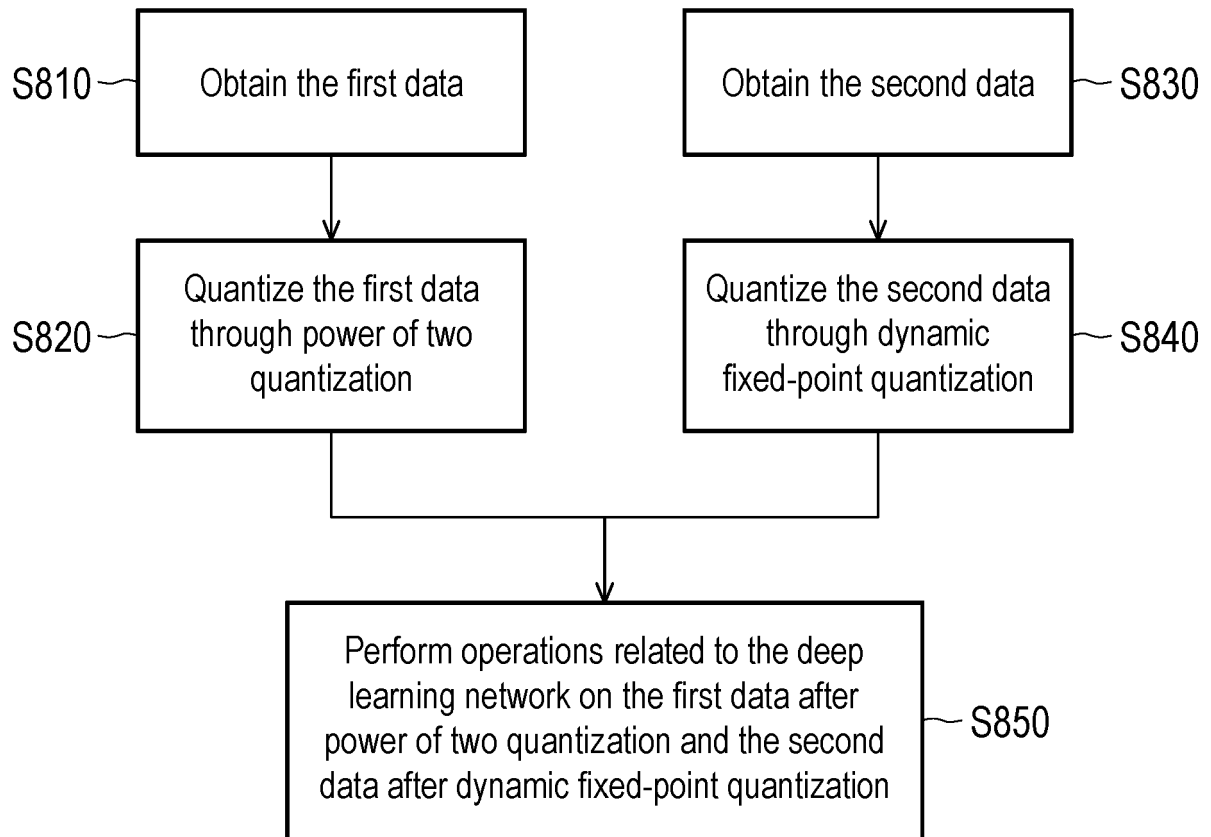 S810
Obtain the first data
Obtain the second data
S830
S820
Quantize the first data
through power of two
quantization
Quantize the second data
through dynamic
fixed-point quantization
S840
Perform operations related to the deep
learning network on the first data after
power of two quantization and the second
data after dynamic fixed-point quantization
S850